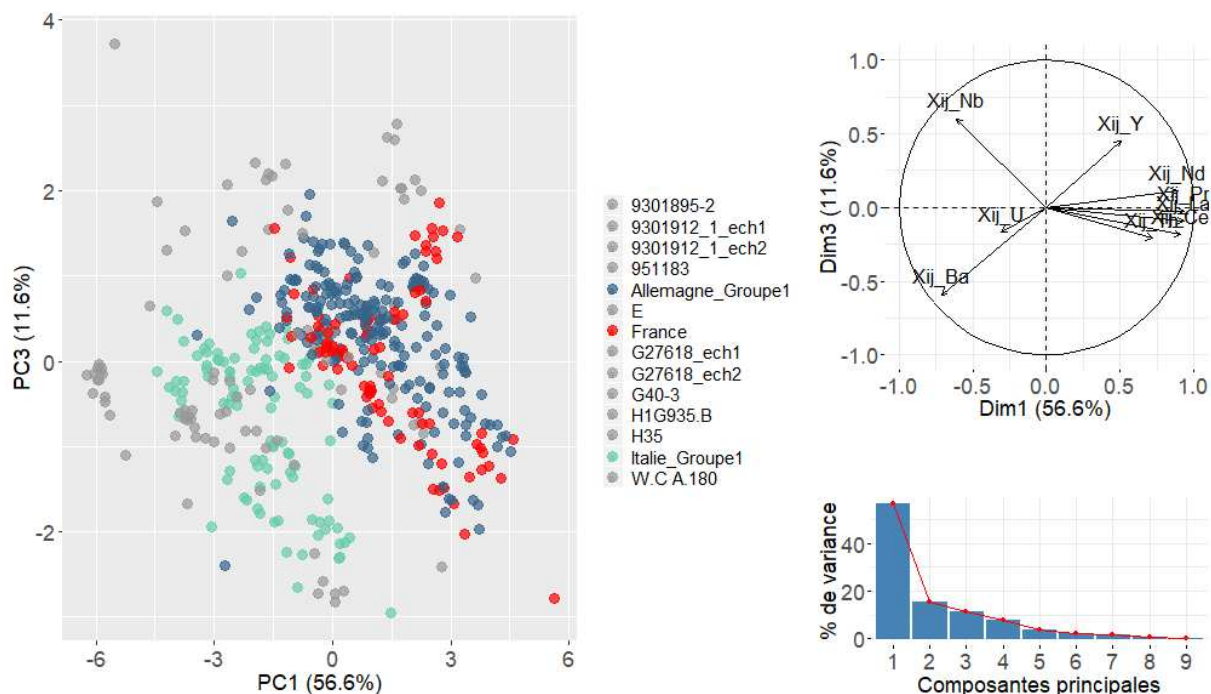 4
2
0
-2
PC3 (11.6%)
-6
-3
0
3
6
PC1 (56.6%)
9301895-2
9301912_1_ech1
9301912_1_ech2
951183
Allemagne_Groupe1
E
France
G27618_ech1
G27618_ech2
G40-3
H1G935.B
H35
Italie_Groupe1
W.C A.180
1.0
0.5
0.0
-0.5
-1.0
Dim3 (11.6%)
Xij_Nb
Xij_Y
Xij_Nd
Xij_Pr
Xij_La
Xij_U
Xij_Ce
Xij_Ba
-1.0
-0.5
0.0
0.5
1.0
Dim1 (56.6%)
40
20
0
% de variance
1
2
3
4
5
6
7
8
9
Composantes principales